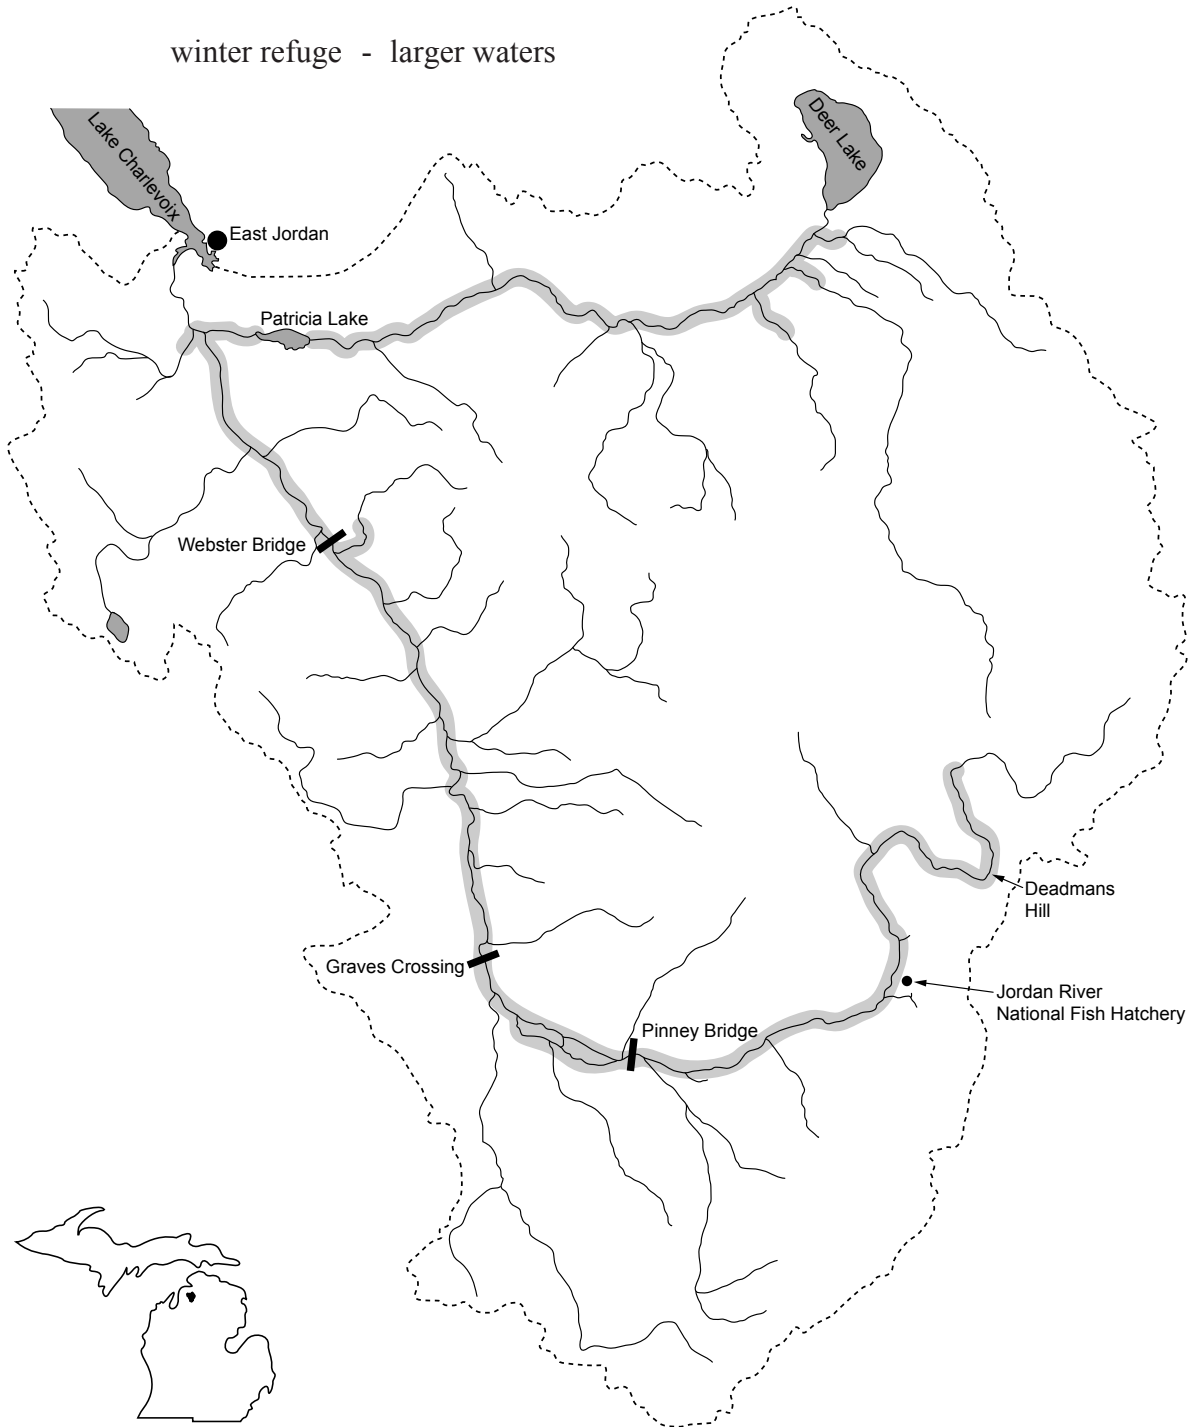 winter refuge - larger waters
Deer Lake
Lake Charlevoix
East Jordan
Patricia Lake
Webster Bridge
Deadmans
Hill
Graves Crossing
Jordan River
National Fish Hatchery
Pinney Bridge